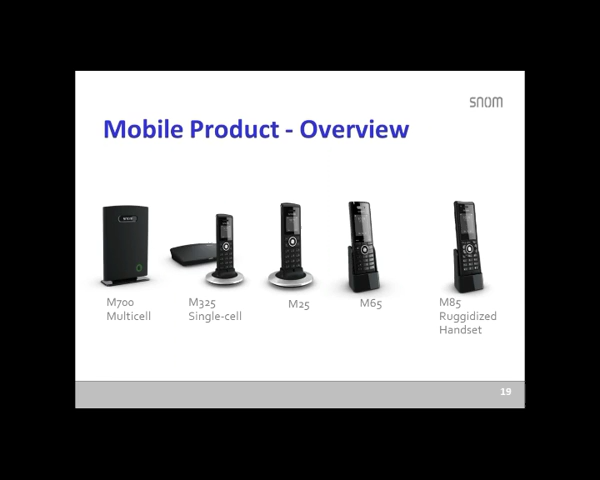 snom
Mobile Product - Overview
M700
Multicell
M325
Single-cell
M25
M65
M85
Ruggidized
Handset
19